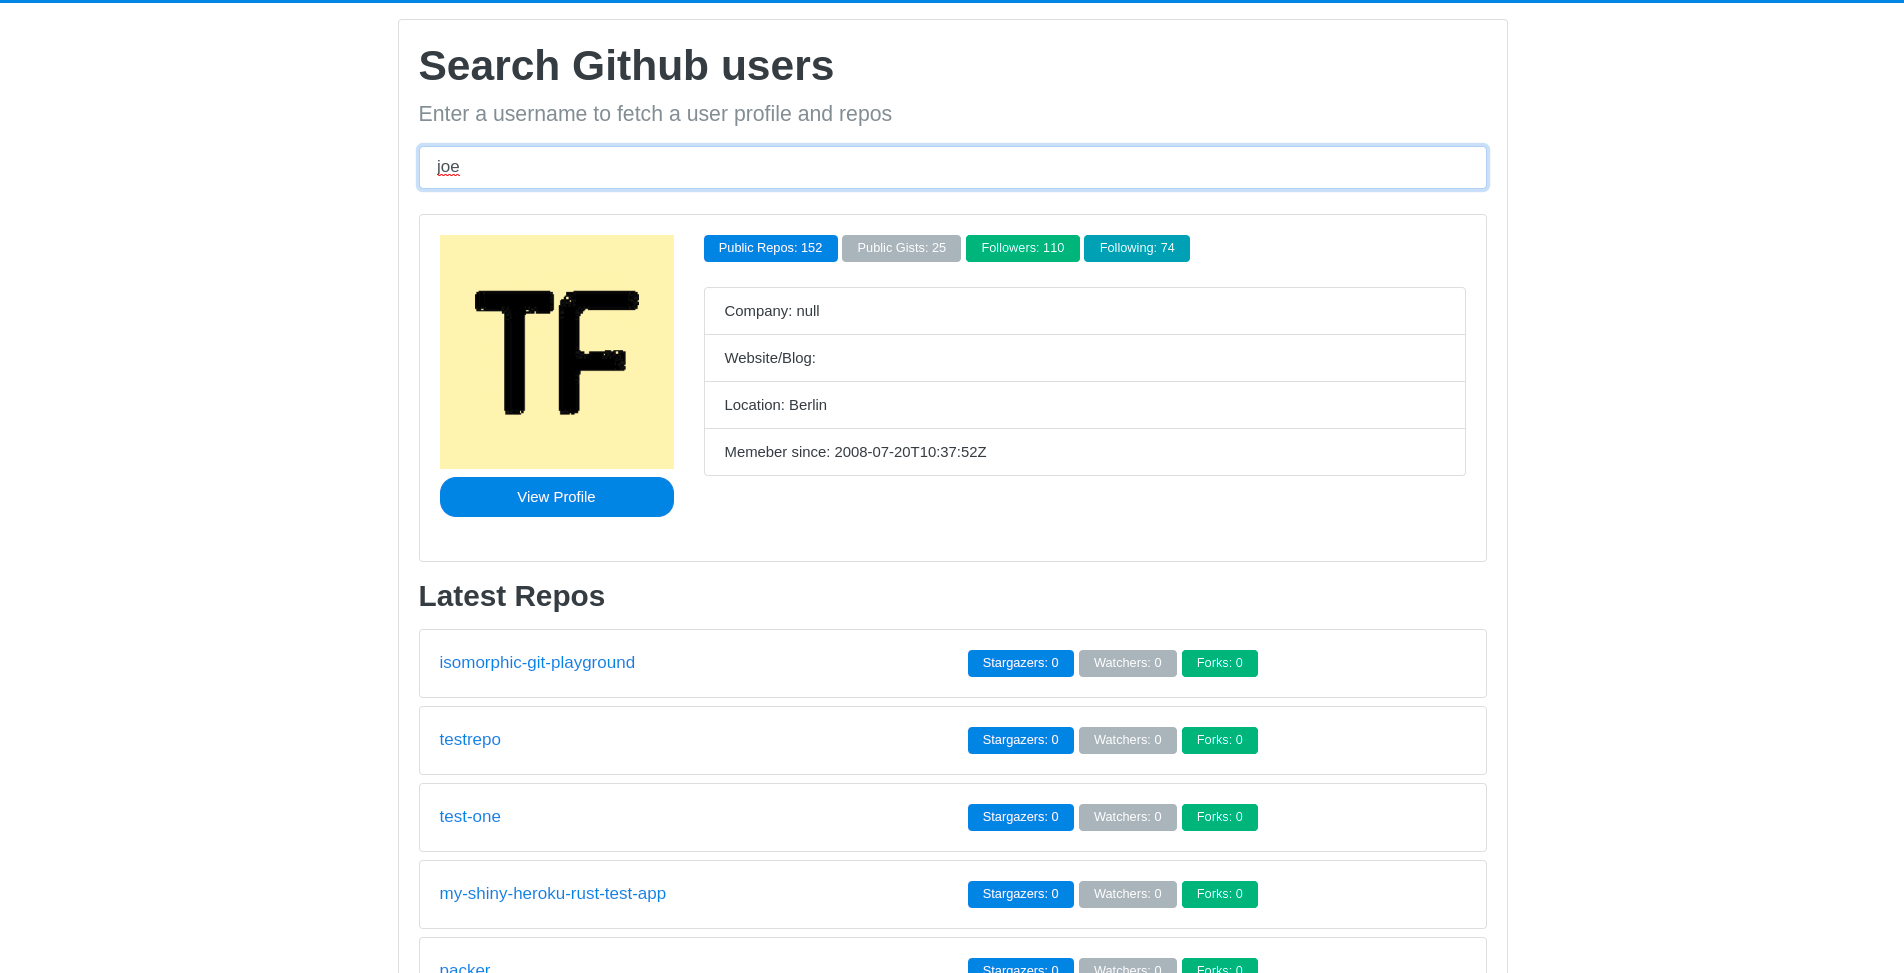 Search Github users
Enter a username to fetch a user profile and repos
joe
TF
Public Repos: 152 Public Gists: 25 Followers: 110 Following: 74
Company: null
Website/Blog:
Location: Berlin
Memeber since: 2008-07-20T10:37:52Z
View Profile
Latest Repos
isomorphic-git-playground Stargazers: 0 Watchers: 0 Forks: 0
testrepo Stargazers: 0 Watchers: 0 Forks: 0
test-one Stargazers: 0 Watchers: 0 Forks: 0
my-shiny-heroku-rust-test-app Stargazers: 0 Watchers: 0 Forks: 0
packer Stargazers: 0 Watchers: 0 Forks: 0